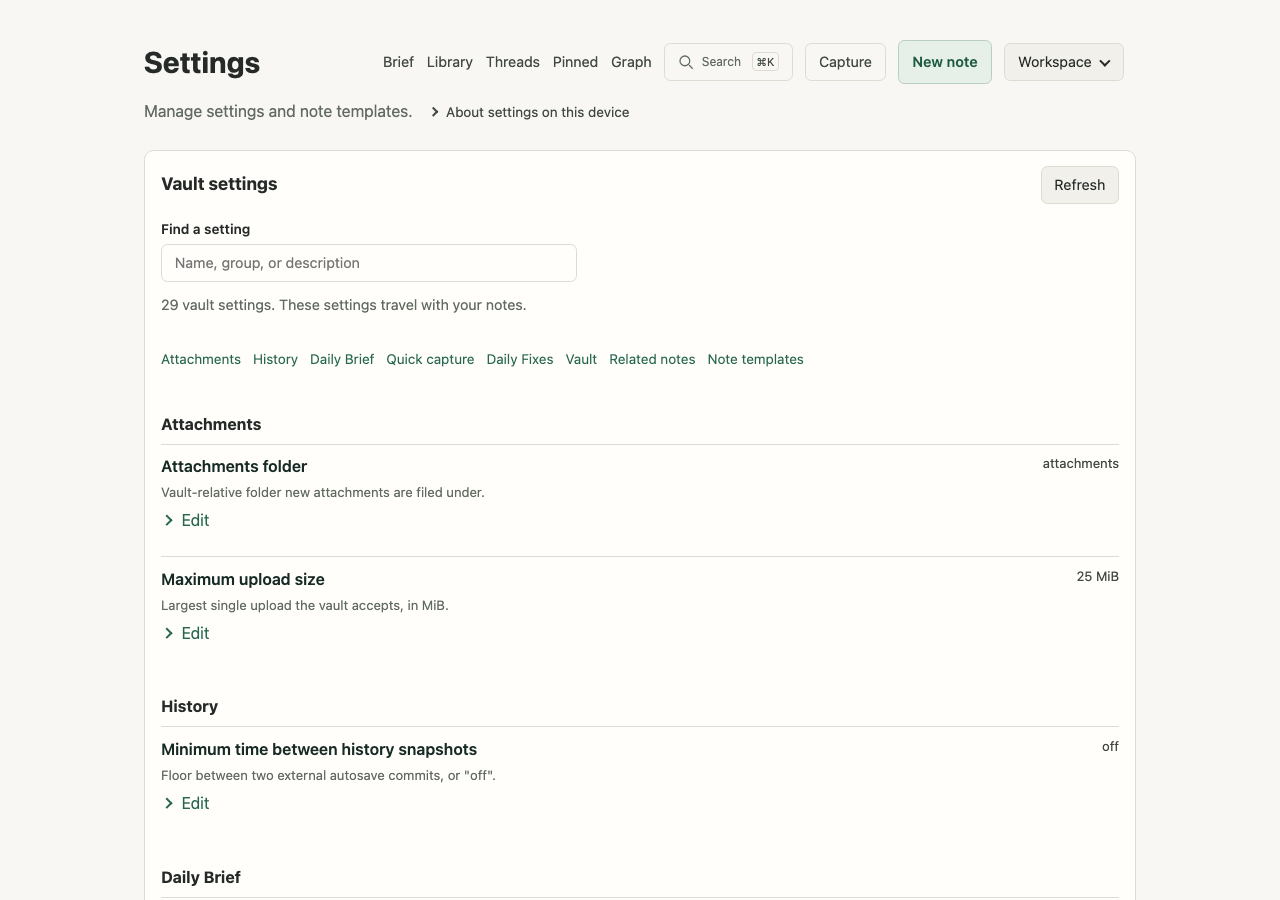 Settings
Brief Library Threads Pinned Graph Search ⌘K Capture New note Workspace
Manage settings and note templates. About settings on this device
Vault settings Refresh
Find a setting
Name, group, or description
29 vault settings. These settings travel with your notes.
Attachments History Daily Brief Quick capture Daily Fixes Vault Related notes Note templates
Attachments
Attachments folder attachments
Vault-relative folder new attachments are filed under.
Edit
Maximum upload size 25 MiB
Largest single upload the vault accepts, in MiB.
Edit
History
Minimum time between history snapshots off
Floor between two external autosave commits, or "off".
Edit
Daily Brief